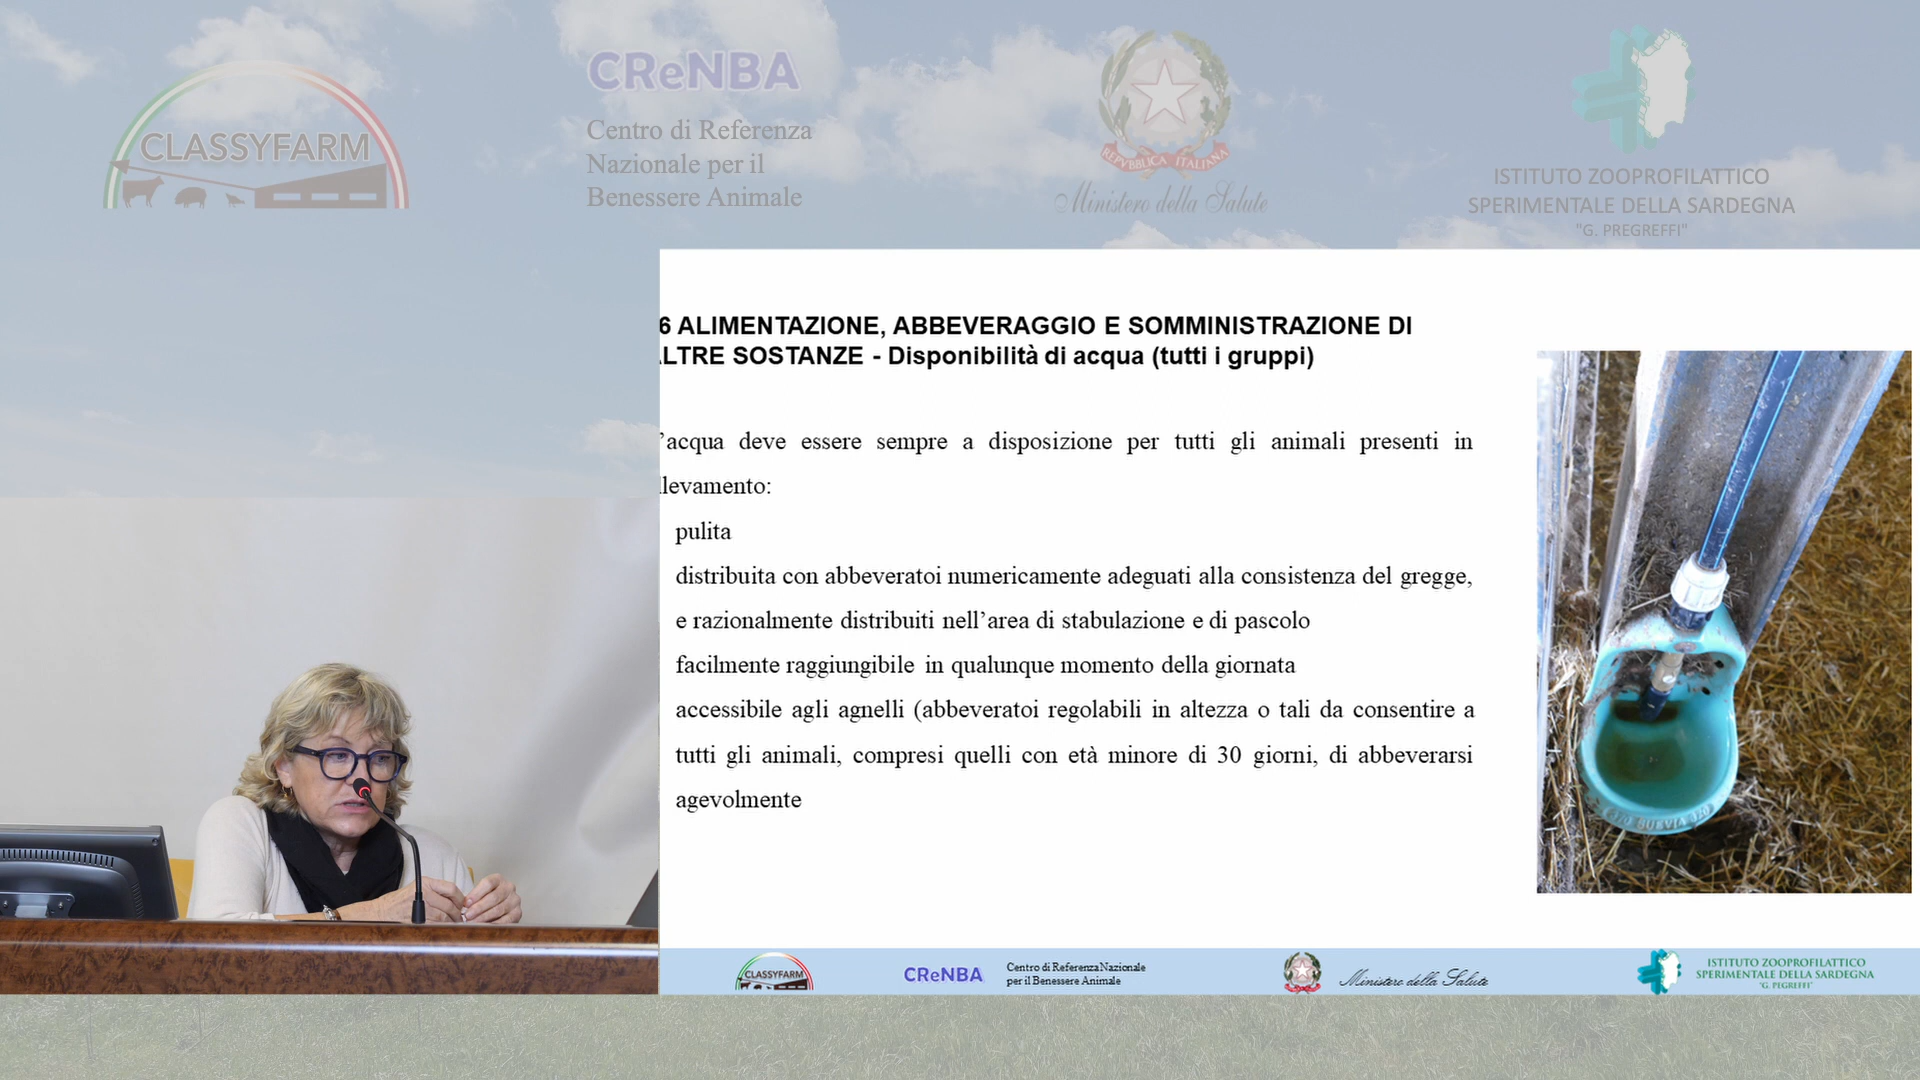 CLASSYFARM
CReNBA
Centro di Referenza
Nazionale per il
Benessere Animale
REPVBBLICA ITALIANA
Ministero della Salute
ISTITUTO ZOOPROFILATTICO
SPERIMENTALE DELLA SARDEGNA
"G. PREGREFFI"
6 ALIMENTAZIONE, ABBEVERAGGIO E SOMMINISTRAZIONE DI
LTRE SOSTANZE - Disponibilità di acqua (tutti i gruppi)
’acqua deve essere sempre a disposizione per tutti gli animali presenti in
llevamento:
pulita
distribuita con abbeveratoi numericamente adeguati alla consistenza del gregge,
e razionalmente distribuiti nell’area di stabulazione e di pascolo
facilmente raggiungibile in qualunque momento della giornata
accessibile agli agnelli (abbeveratoi regolabili in altezza o tali da consentire a
tutti gli animali, compresi quelli con età minore di 30 giorni, di abbeverarsi
agevolmente
SUEVIA
CLASSYFARM
CReNBA
Centro di Referenza Nazionale
per il Benessere Animale
Ministero della Salute
ISTITUTO ZOOPROFILATTICO
SPERIMENTALE DELLA SARDEGNA
"G. PEGREFFI"